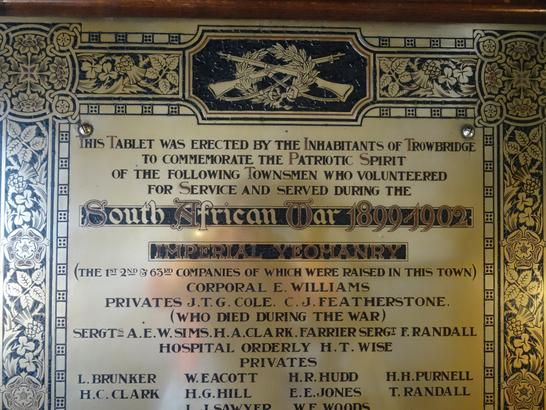 THIS TABLET WAS ERECTED BY THE INHABITANTS OF TROWBRIDGE
TO COMMEMORATE THE PATRIOTIC SPIRIT
OF THE FOLLOWING TOWNSMEN WHO VOLUNTEERED
FOR SERVICE AND SERVED DURING THE
South African War 1899-1902
IMPERIAL YEOMANRY
(THE 1ST 2ND & 63RD COMPANIES OF WHICH WERE RAISED IN THIS TOWN)
CORPORAL E. WILLIAMS
PRIVATES J.T.G. COLE. C.J. FEATHERSTONE.
(WHO DIED DURING THE WAR)
SERGTS A.E.W. SIMS. H.A. CLARK. FARRIER SERGT F. RANDALL
HOSPITAL ORDERLY H.T. WISE
PRIVATES
L. BRUNKER W. EACOTT H.R. HUDD H.H. PURNELL
H.C. CLARK H.G. HILL E.E. JONES T. RANDALL
L.J. SAWYER W.F. WOODS